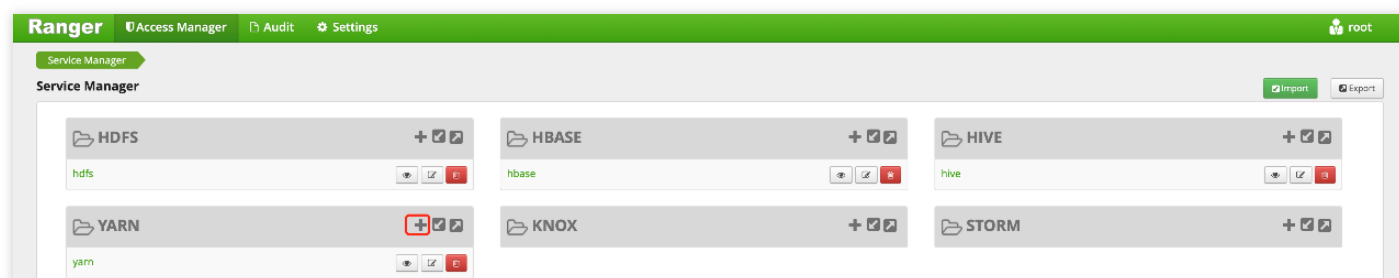 Ranger Access Manager Audit Settings root
Service Manager
Service Manager Import Export
HDFS HBASE HIVE
hdfs hbase hive
YARN KNOX STORM
yarn